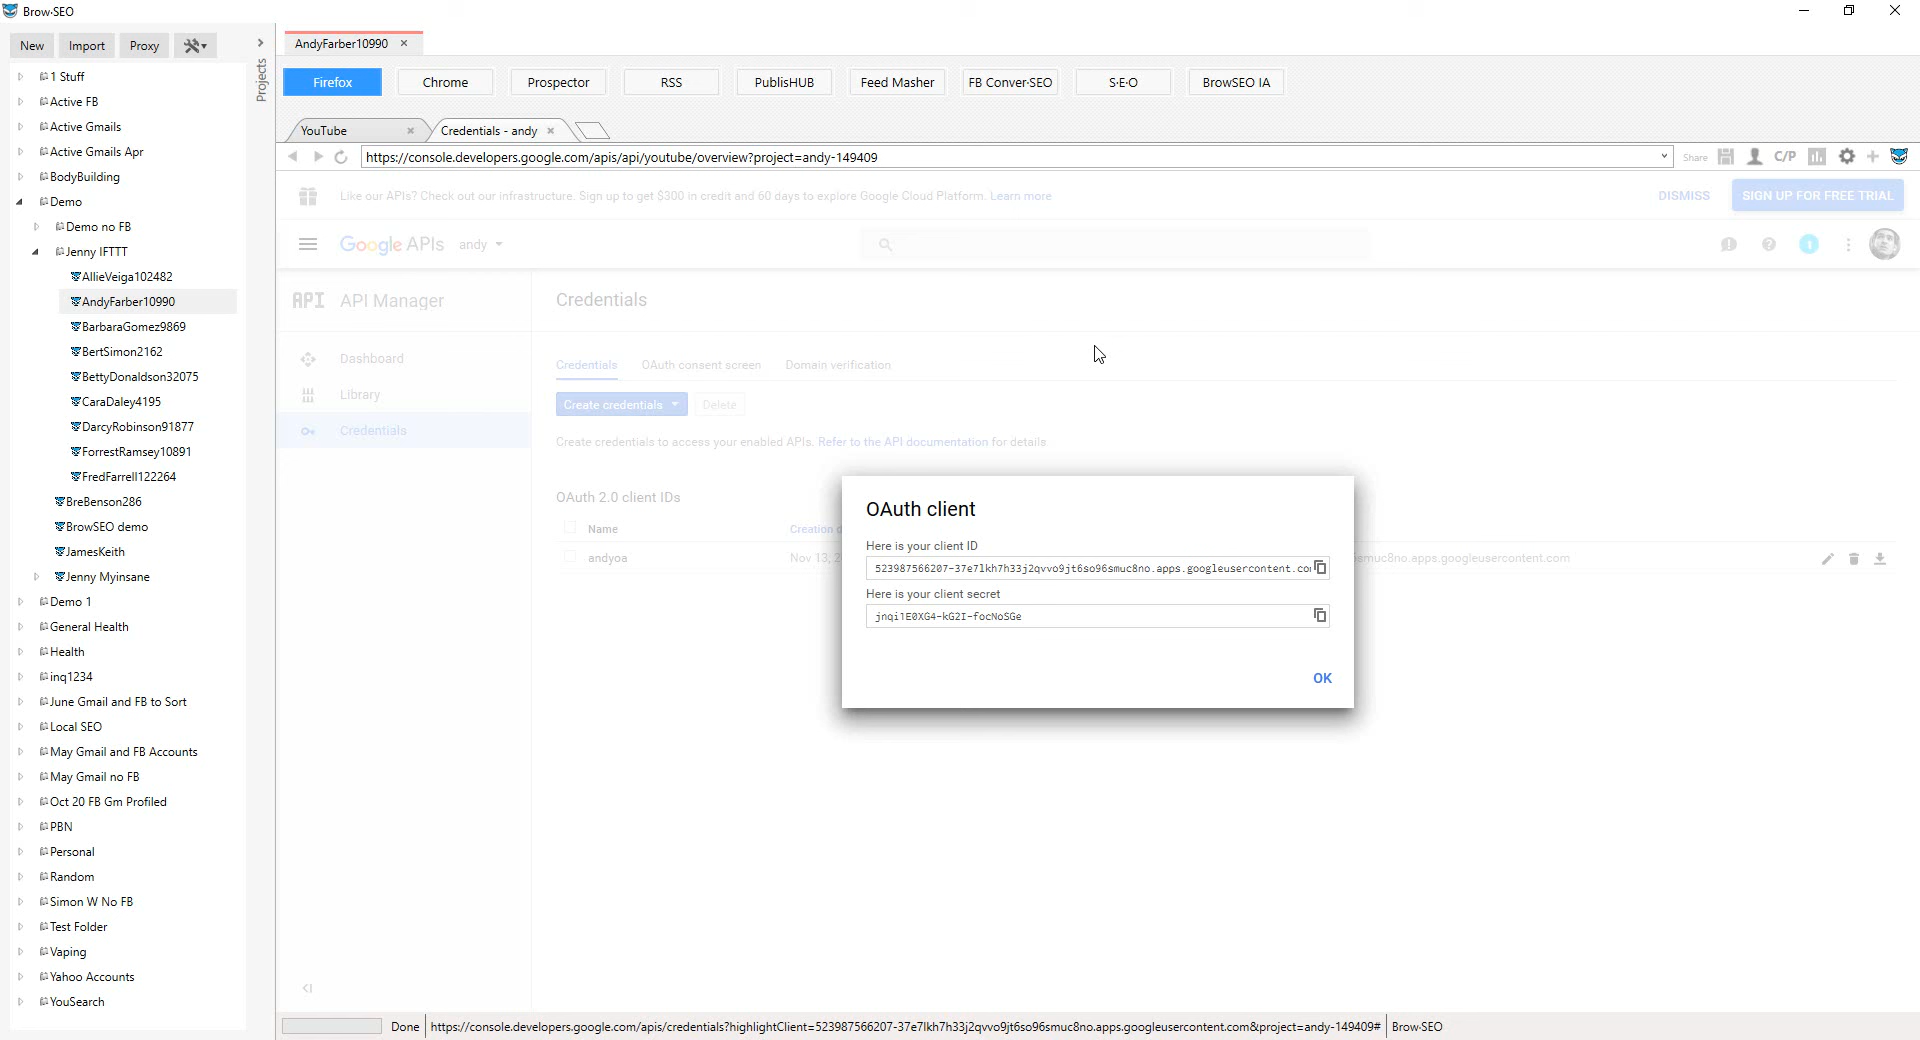 Brow·SEO
New Import Proxy
Projects
1 Stuff
Active FB
Active Gmails
Active Gmails Apr
BodyBuilding
Demo
Demo no FB
Jenny IFTTT
AllieVeiga102482
AndyFarber10990
BarbaraGomez9869
BertSimon2162
BettyDonaldson32075
CaraDaley4195
DarcyRobinson91877
ForrestRamsey10891
FredFarrell122264
BreBenson286
BrowSEO demo
JamesKeith
Jenny Myinsane
Demo 1
General Health
Health
inq1234
June Gmail and FB to Sort
Local SEO
May Gmail and FB Accounts
May Gmail no FB
Oct 20 FB Gm Profiled
PBN
Personal
Random
Simon W No FB
Test Folder
Vaping
Yahoo Accounts
YouSearch
AndyFarber10990
Firefox Chrome Prospector RSS PublisHUB Feed Masher FB Conver·SEO S·E·O BrowSEO IA
YouTube Credentials - andy
https://console.developers.google.com/apis/api/youtube/overview?project=andy-149409 Share C/P
Like our APIs? Check out our infrastructure. Sign up to get $300 in credit and 60 days to explore Google Cloud Platform. Learn more DISMISS SIGN UP FOR FREE TRIAL
Google APIs andy
API API Manager Credentials
Dashboard
Library
Credentials
Credentials OAuth consent screen Domain verification
Create credentials Delete
Create credentials to access your enabled APIs. Refer to the API documentation for details.
OAuth 2.0 client IDs
Name Creation d
andyoa Nov 13, 2 smuc8no.apps.googleusercontent.com
OAuth client
Here is your client ID
523987566207-37e7lkh7h33j2qvvo9jt6so96smuc8no.apps.googleusercontent.co
Here is your client secret
jnqi1E0XG4-kG2I-focNoSGe
OK
Done https://console.developers.google.com/apis/credentials?highlightClient=523987566207-37e7lkh7h33j2qvvo9jt6so96smuc8no.apps.googleusercontent.com&project=andy-149409# Brow·SEO